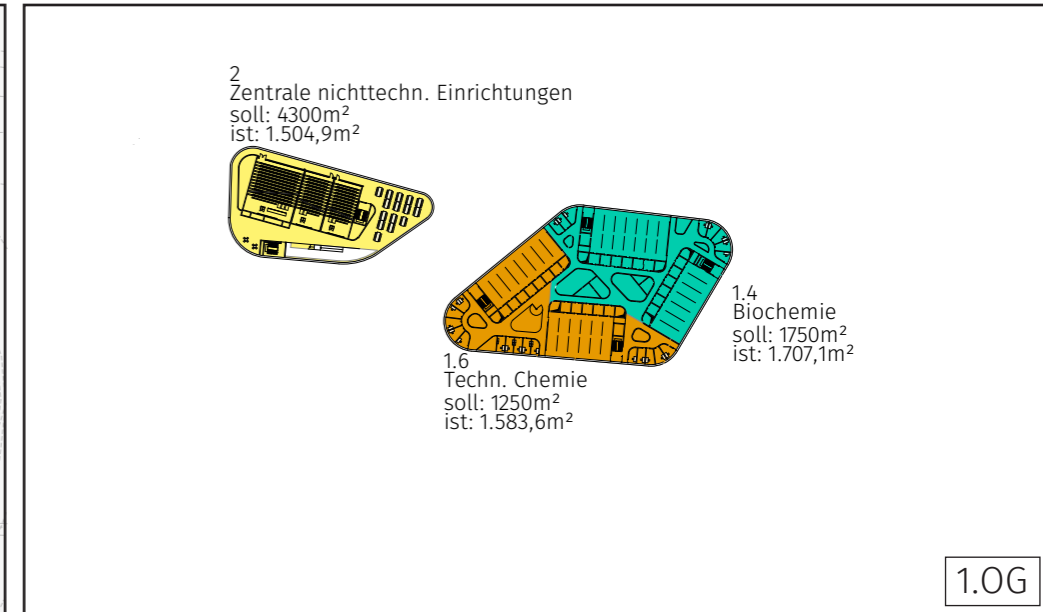 2
Zentrale nichttechn. Einrichtungen
soll: 4300m²
ist: 1.504,9m²
1.4
Biochemie
soll: 1750m²
ist: 1.707,1m²
1.6
Techn. Chemie
soll: 1250m²
ist: 1.583,6m²
1.OG